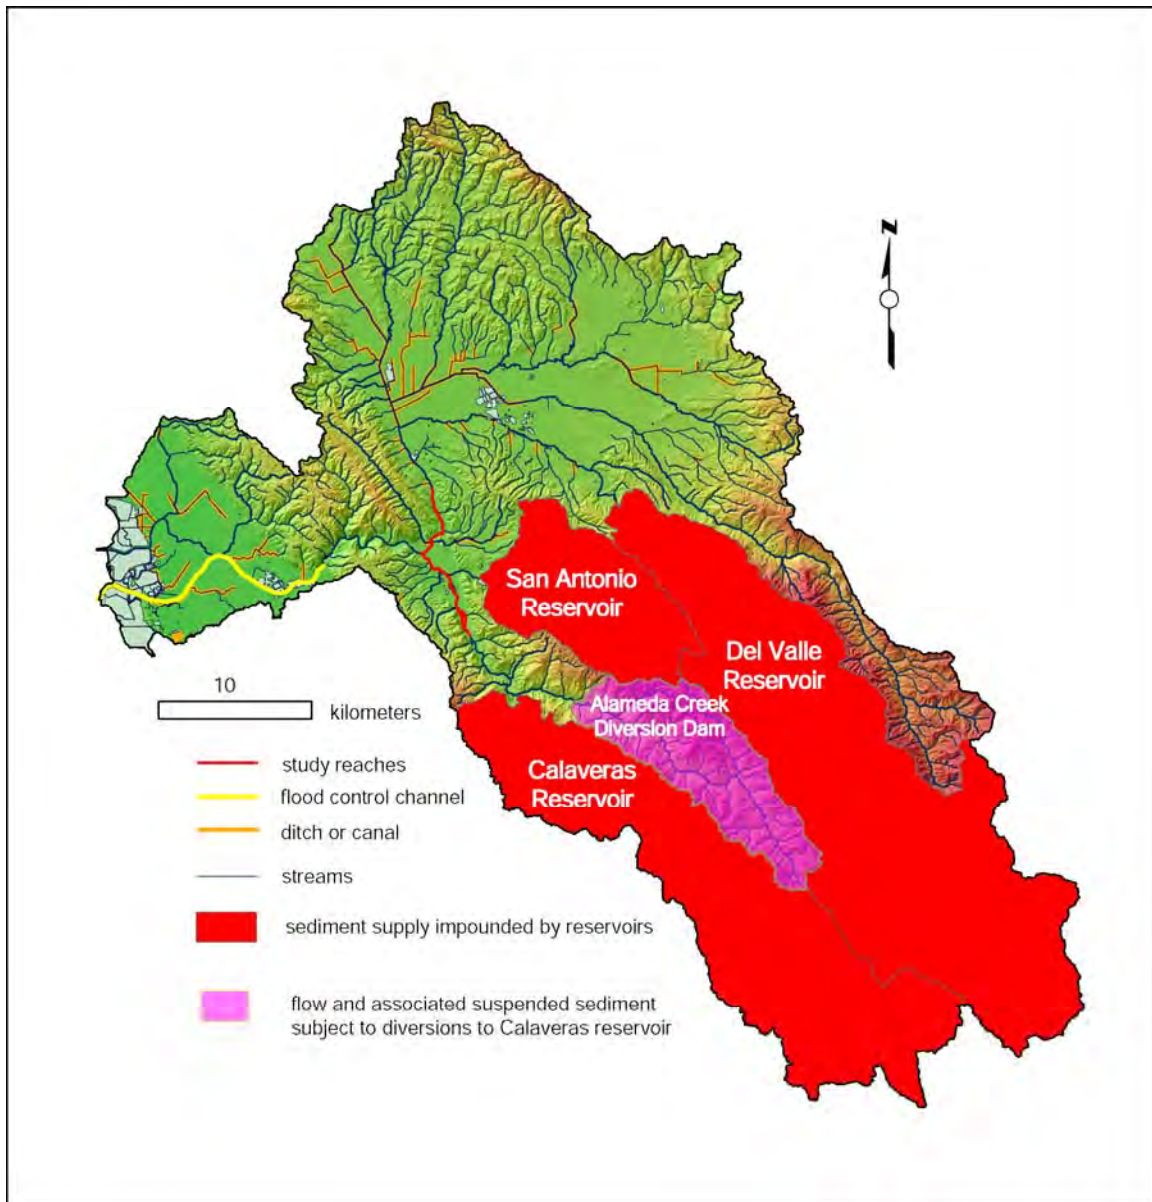 N
San Antonio
Reservoir
Del Valle
Reservoir
Alameda Creek
Diversion Dam
Calaveras
Reservoir
10
kilometers
study reaches
flood control channel
ditch or canal
streams
sediment supply impounded by reservoirs
flow and associated suspended sediment
subject to diversions to Calaveras reservoir